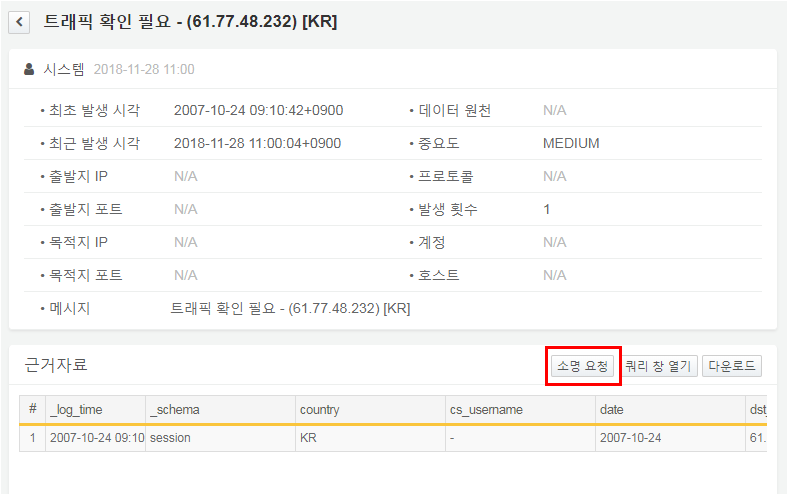 트래픽 확인 필요 - (61.77.48.232) [KR]
시스템 2018-11-28 11:00
• 최초 발생 시각 2007-10-24 09:10:42+0900 • 데이터 원천 N/A
• 최근 발생 시각 2018-11-28 11:00:04+0900 • 중요도 MEDIUM
• 출발지 IP N/A • 프로토콜 N/A
• 출발지 포트 N/A • 발생 횟수 1
• 목적지 IP N/A • 계정 N/A
• 목적지 포트 N/A • 호스트 N/A
• 메시지 트래픽 확인 필요 - (61.77.48.232) [KR]
근거자료 소명 요청 쿼리 창 열기 다운로드
# _log_time _schema country cs_username date dst_
1 2007-10-24 09:10 session KR - 2007-10-24 61.